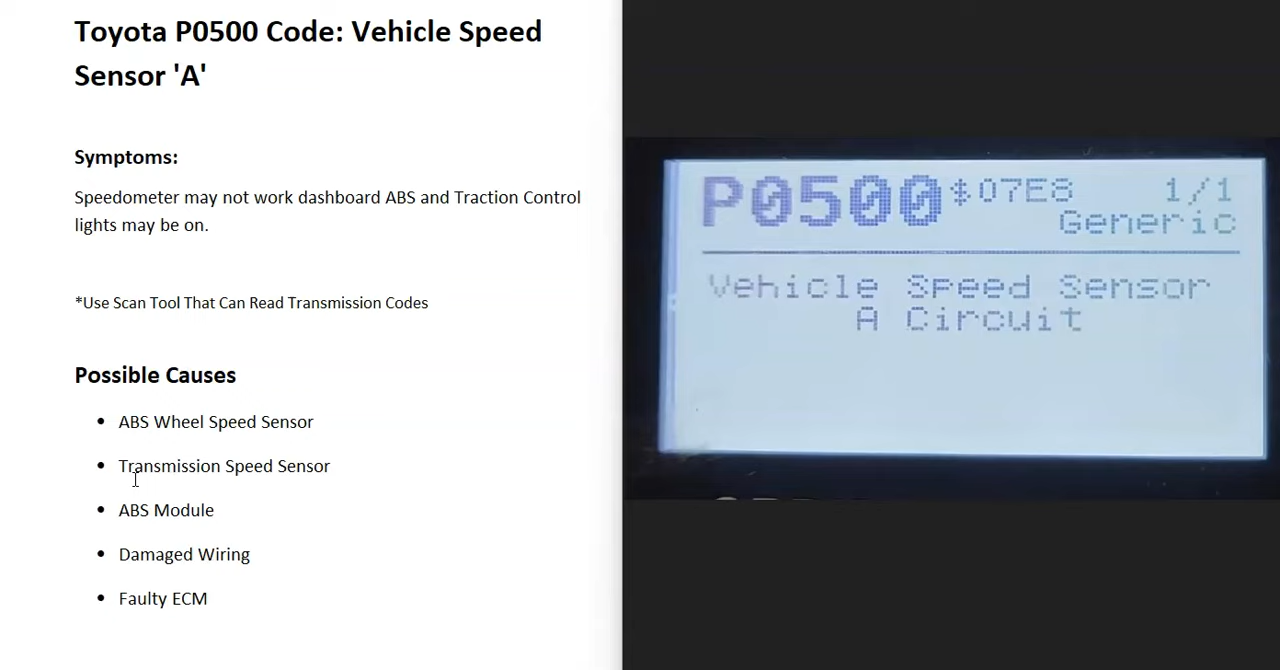 Toyota P0500 Code: Vehicle Speed
Sensor 'A'
Symptoms:
Speedometer may not work dashboard ABS and Traction Control
lights may be on.
*Use Scan Tool That Can Read Transmission Codes
Possible Causes
• ABS Wheel Speed Sensor
• Transmission Speed Sensor
• ABS Module
• Damaged Wiring
• Faulty ECM
P0500 $07E8 1/1
Generic
Vehicle Speed Sensor
A Circuit